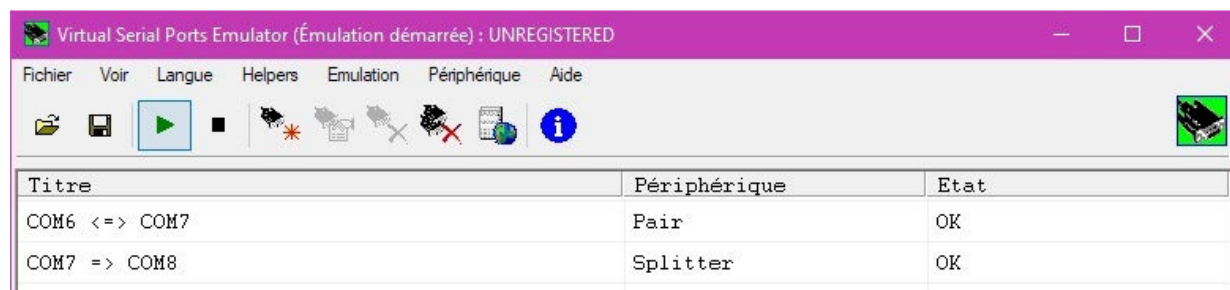 Virtual Serial Ports Emulator (Émulation démarrée) : UNREGISTERED
Fichier Voir Langue Helpers Emulation Périphérique Aide
Titre Périphérique Etat
COM6 <=> COM7 Pair OK
COM7 => COM8 Splitter OK